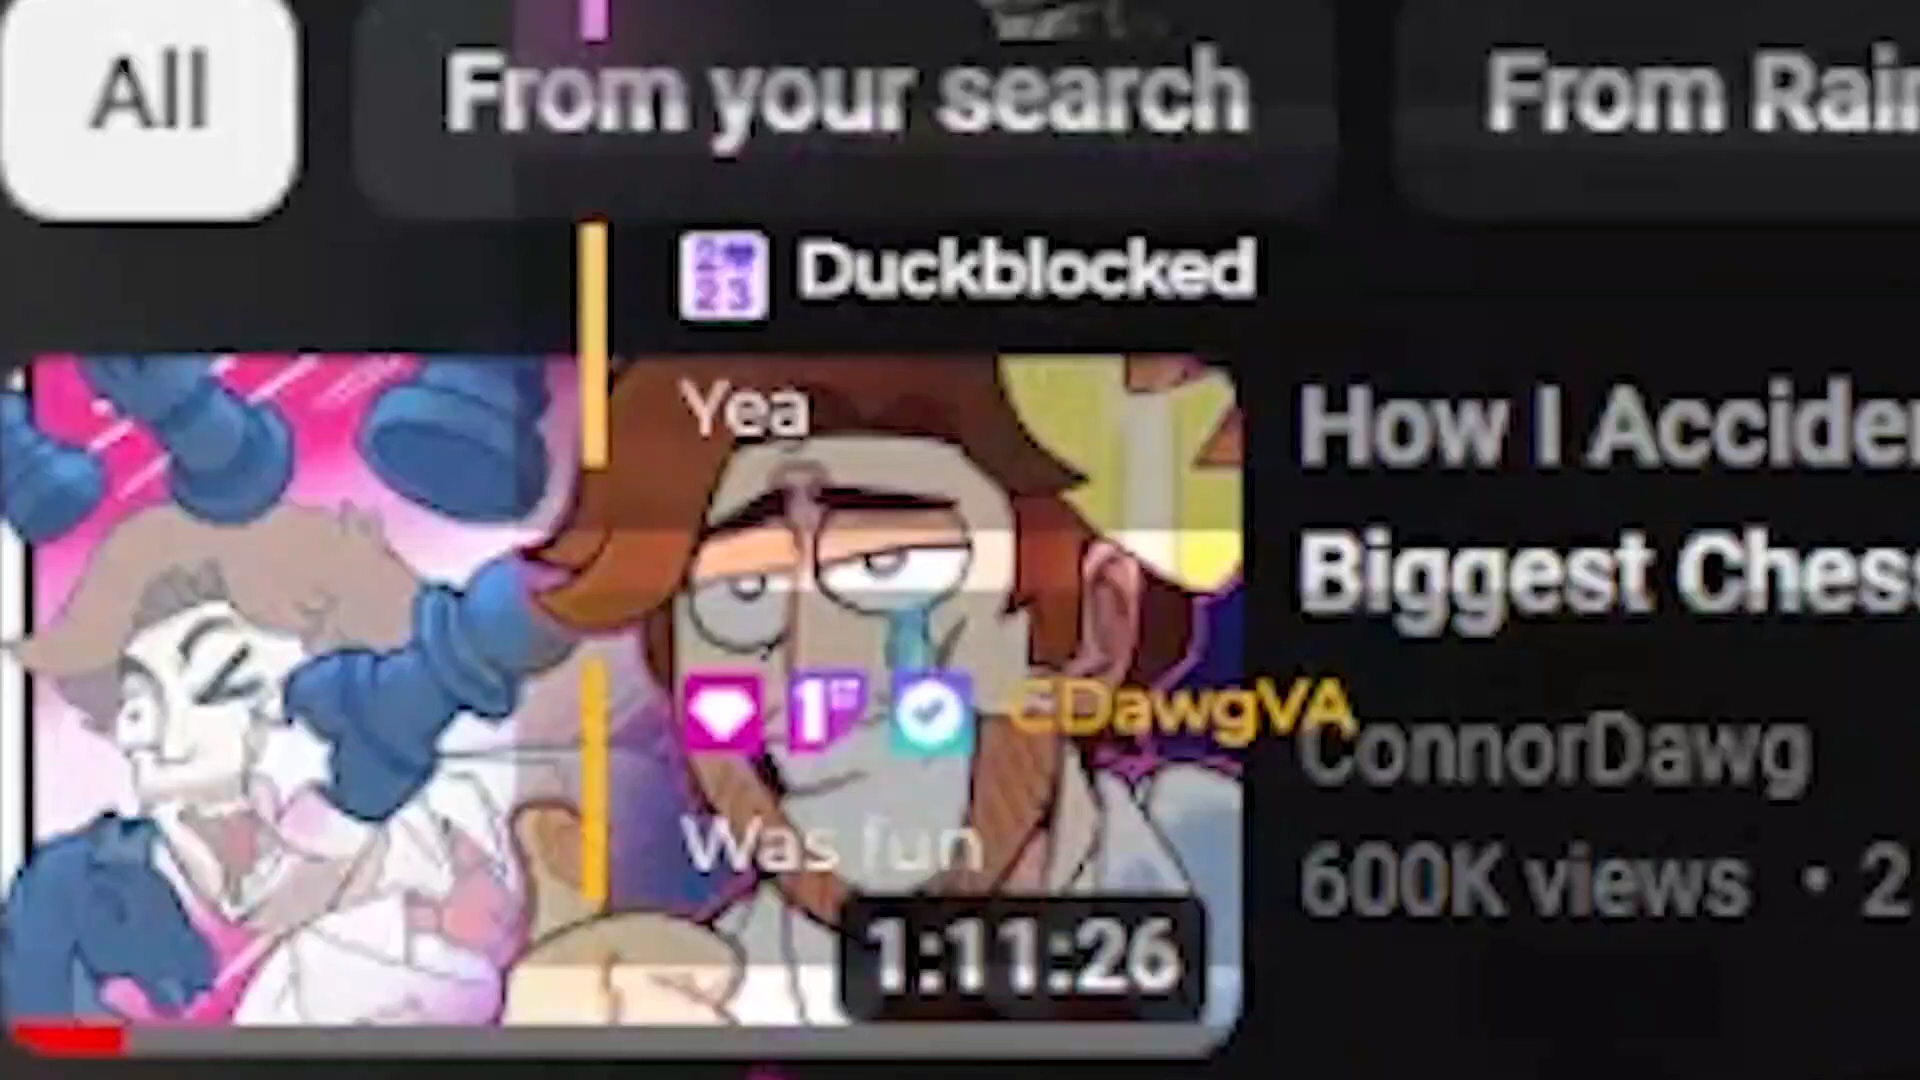 All
From your search
From Rain
Duckblocked
Yea
How I Acciden
Biggest Chess
CDawgVA
ConnorDawg
Was fun
600K views • 2
1:11:26